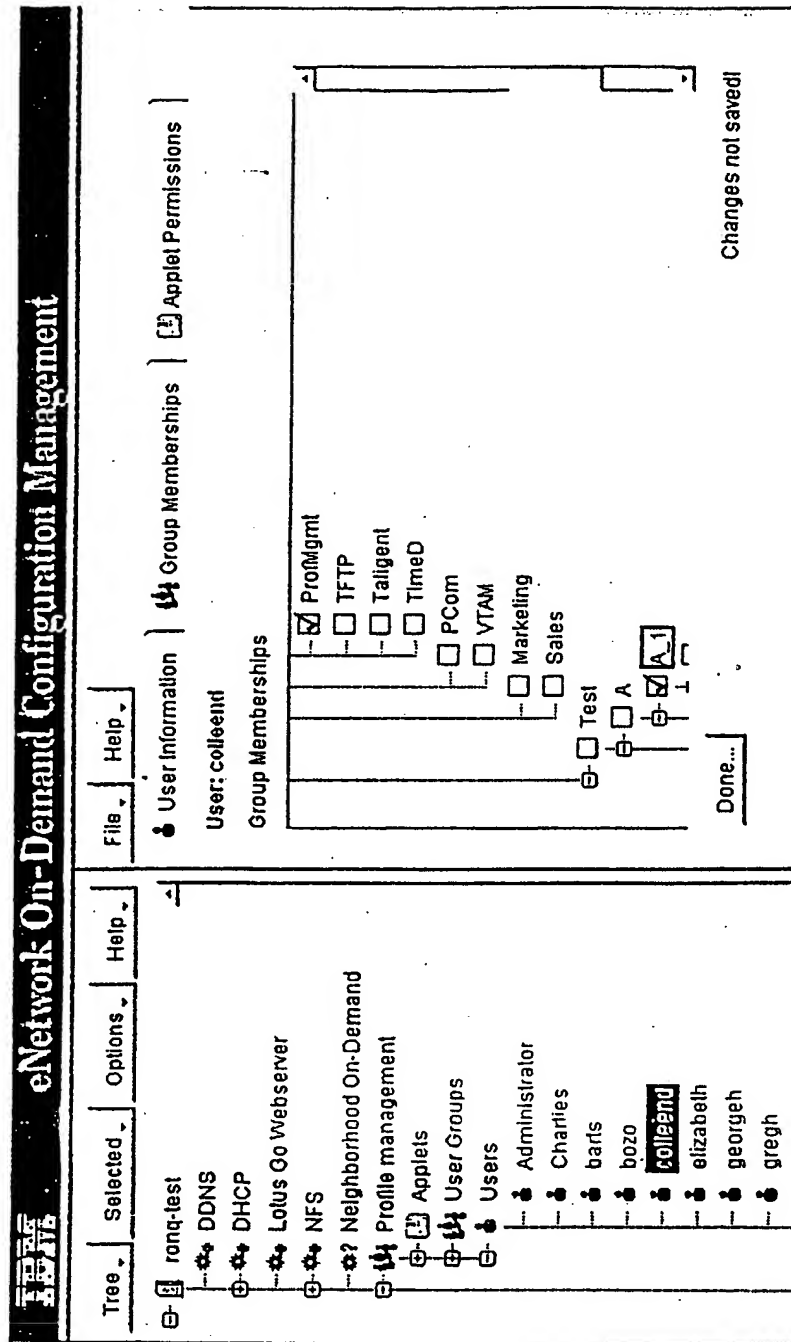 eNetwork On-Demand Configuration Management
Tree
Selected
Options
Help
ronq-test
DDNS
DHCP
Lotus Go Webserver
NFS
Neighborhood On-Demand
Profile management
Applets
User Groups
Users
Administrator
Charlies
barts
bozo
colleend
elizabeth
georgeh
gregh
File
Help
User Information
Group Memberships
Applet Permissions
User: colleend
Group Memberships
ProfMgmt
TFTP
Taligent
TimeD
PCom
VTAM
Marketing
Sales
Test
A
A_1
Done...
Changes not saved!